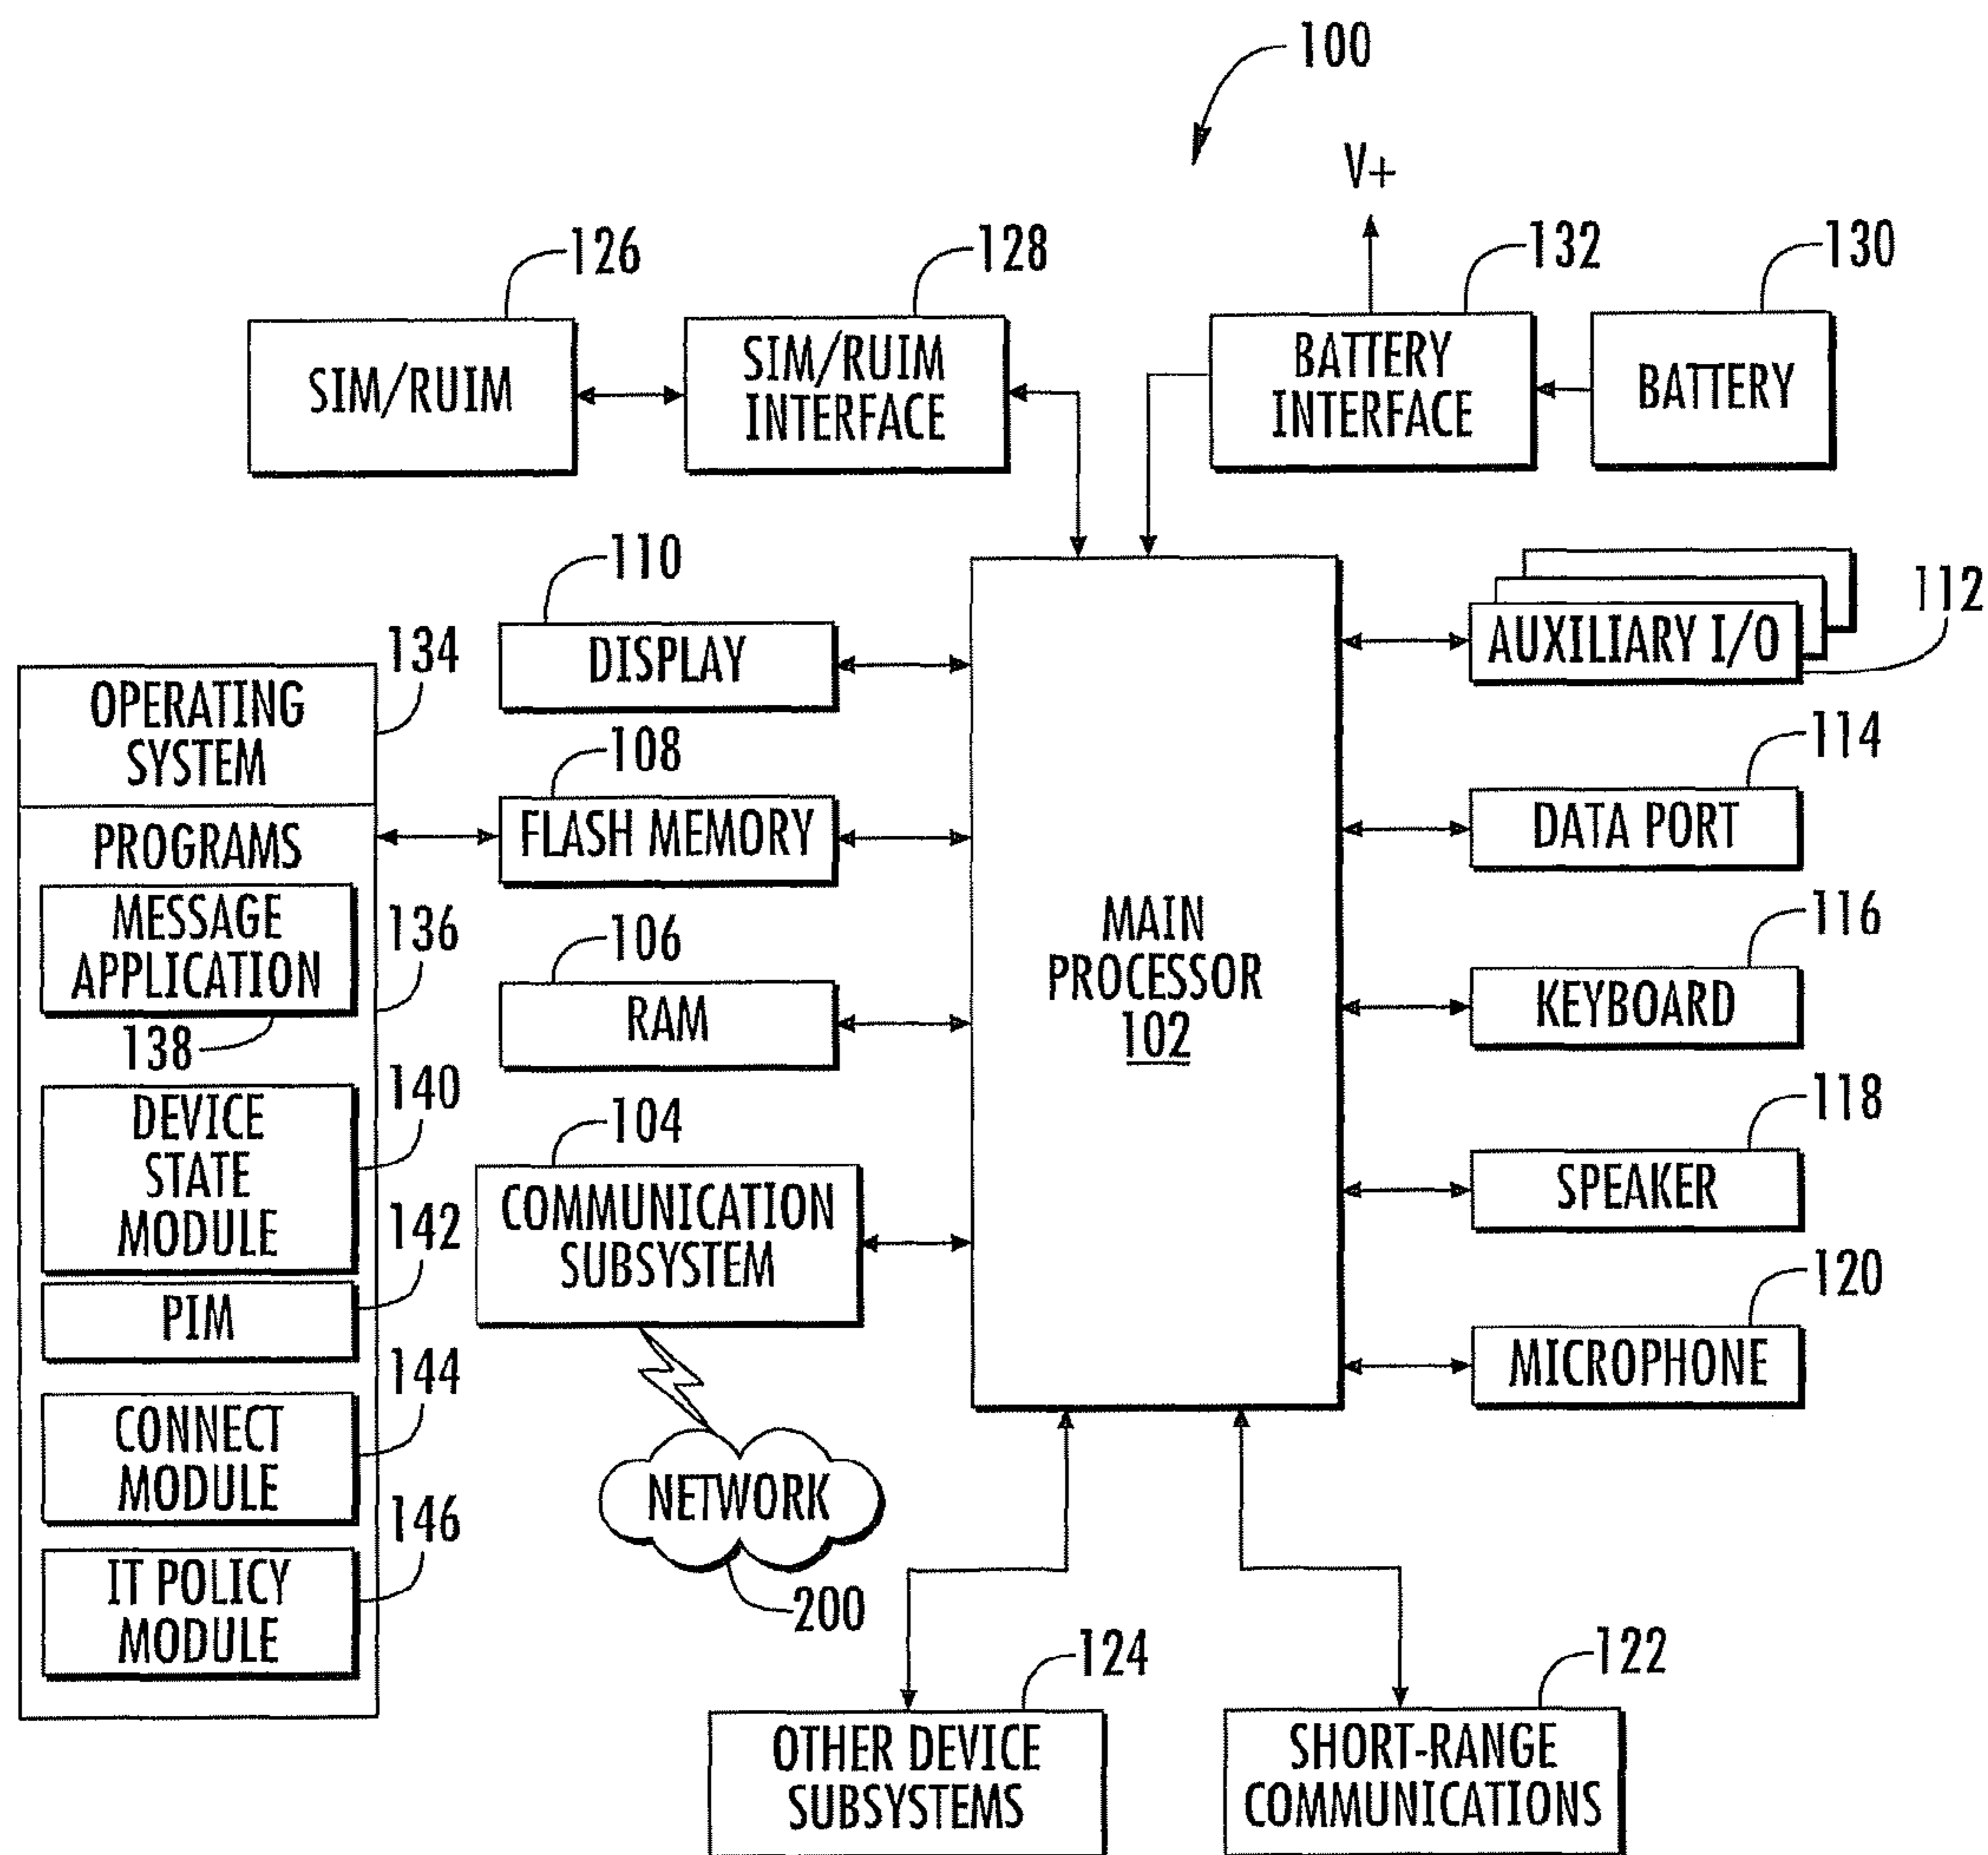 100
V+
126
128
132
130
SIM/RUIM
SIM/RUIM
INTERFACE
BATTERY
INTERFACE
BATTERY
110
DISPLAY
AUXILIARY I/O
112
134
OPERATING
SYSTEM
108
FLASH MEMORY
114
DATA PORT
PROGRAMS
MESSAGE
APPLICATION
136
138
106
RAM
MAIN
PROCESSOR
102
116
KEYBOARD
140
DEVICE
STATE
MODULE
104
COMMUNICATION
SUBSYSTEM
118
SPEAKER
142
PIM
120
MICROPHONE
144
CONNECT
MODULE
NETWORK
200
146
IT POLICY
MODULE
124
OTHER DEVICE
SUBSYSTEMS
122
SHORT-RANGE
COMMUNICATIONS